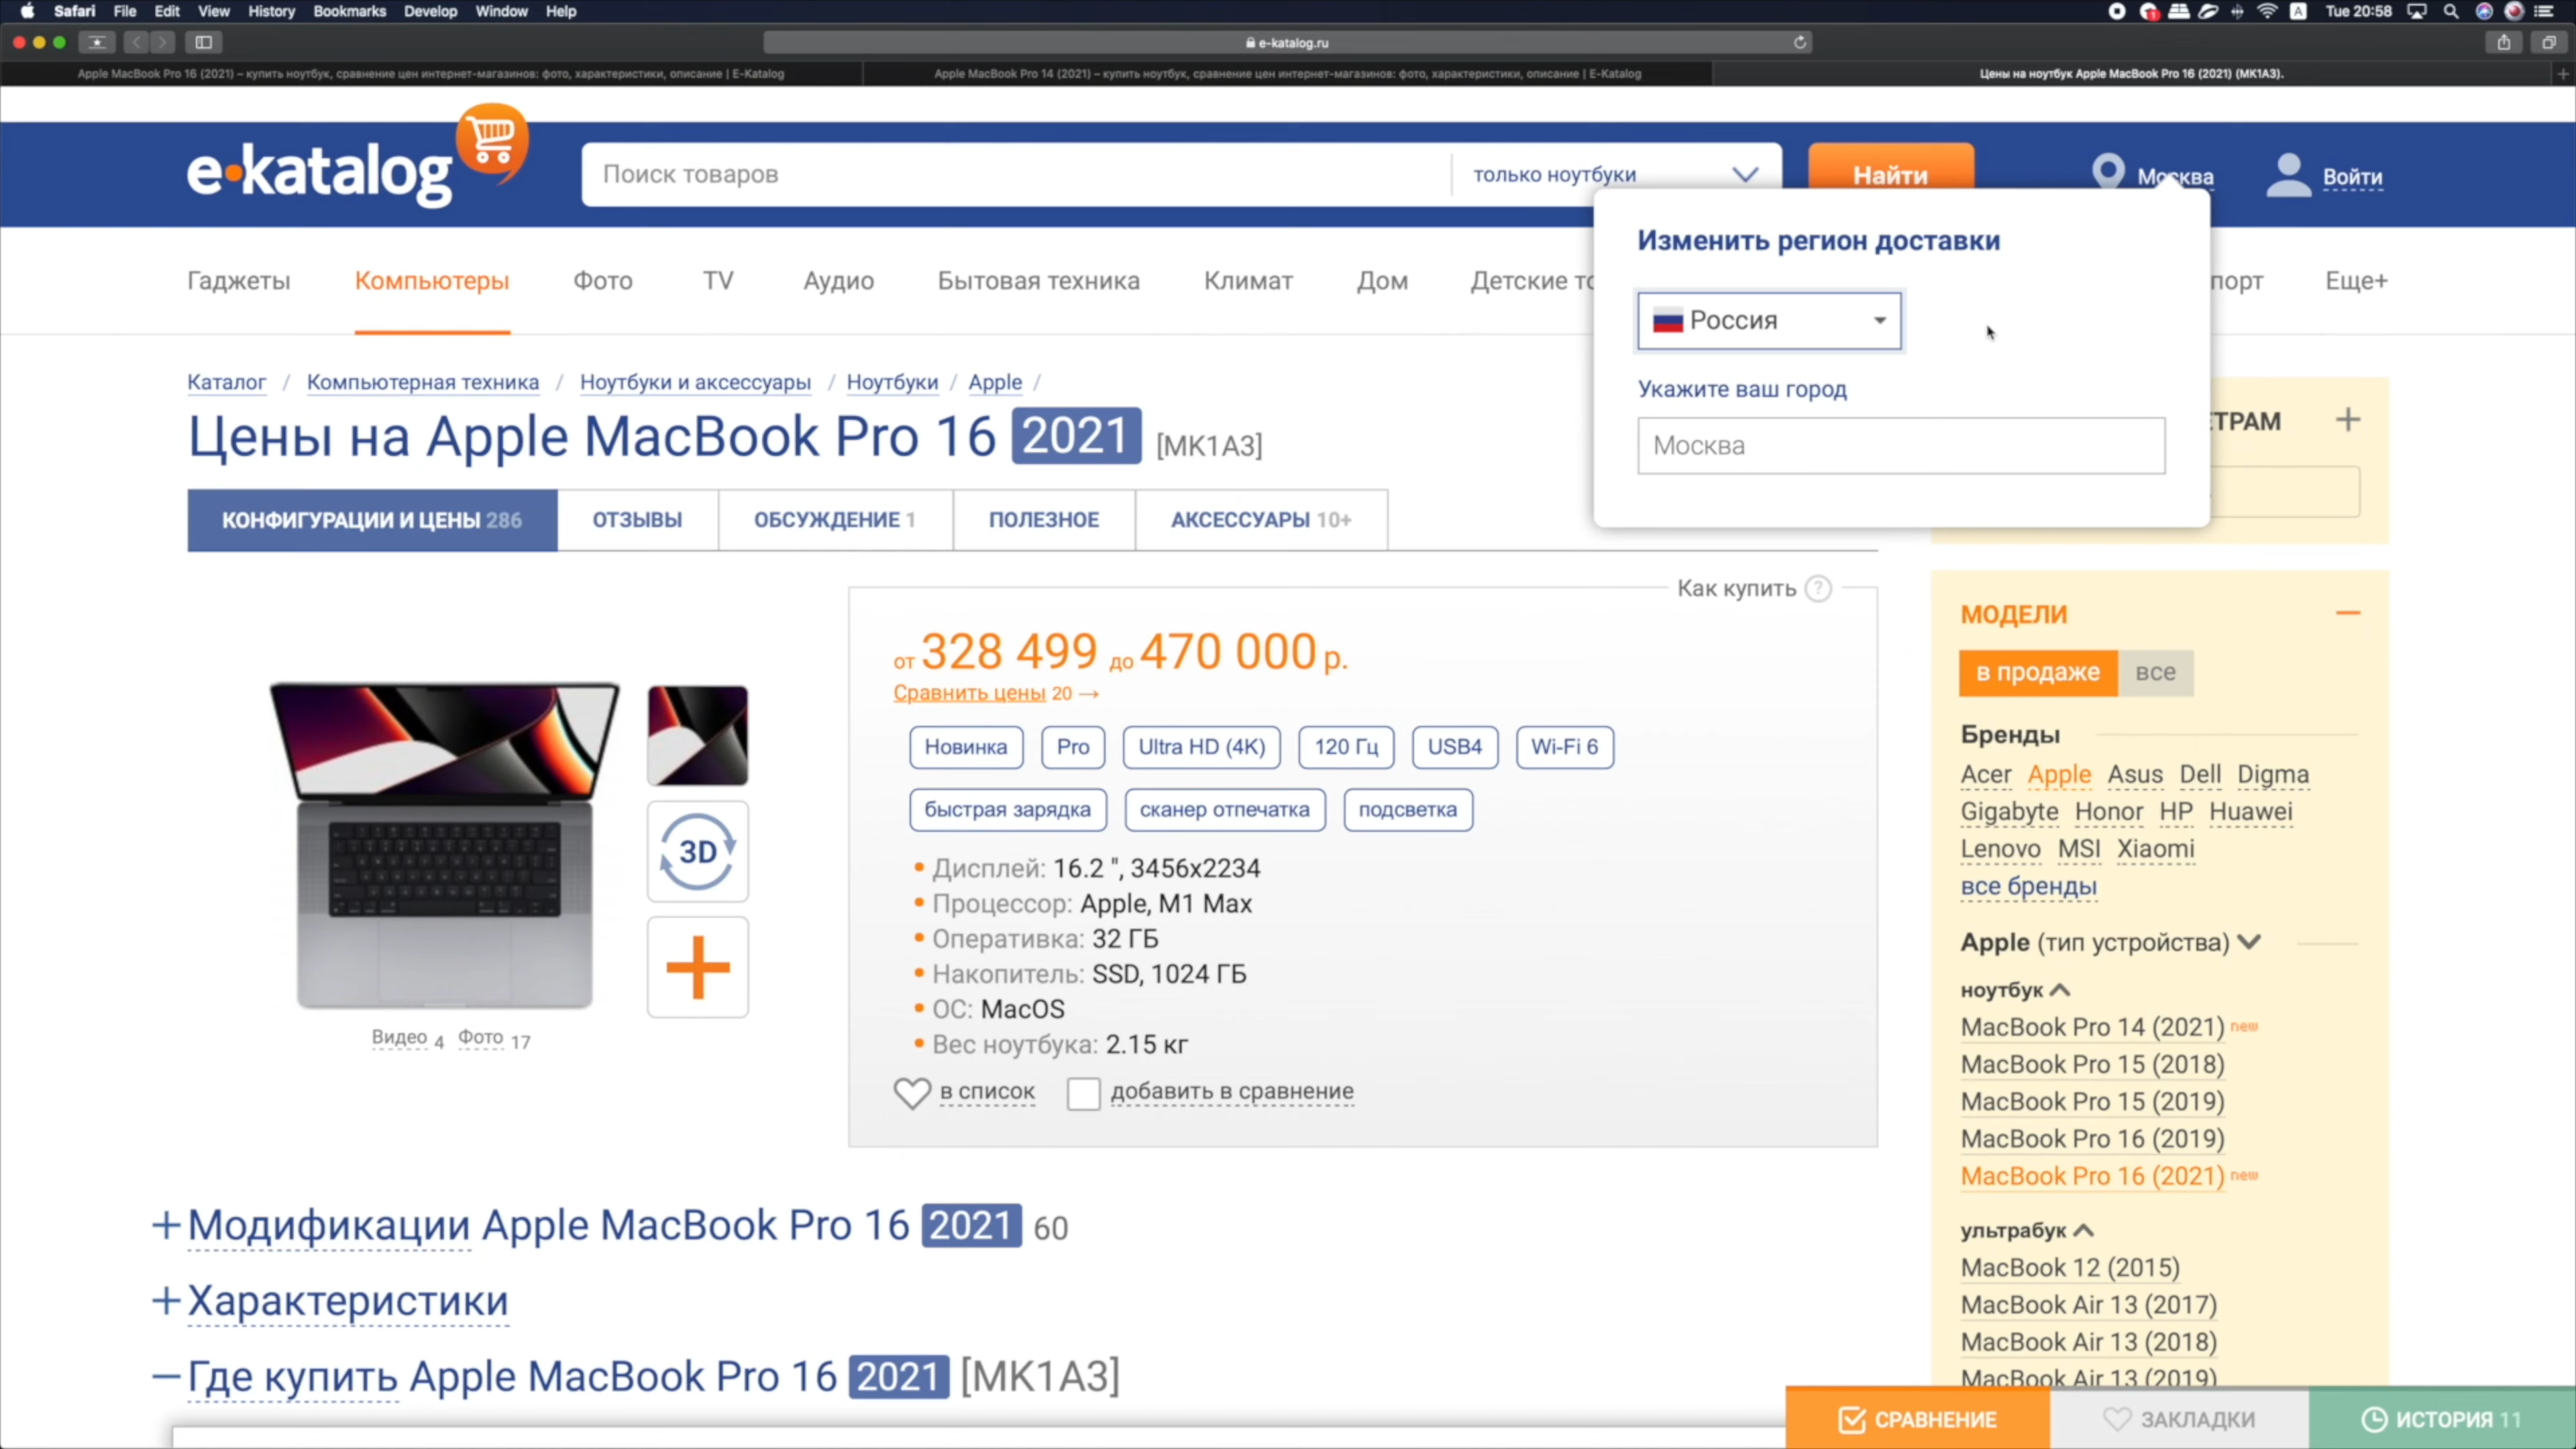 Safari File Edit View History Bookmarks Develop Window Help
1 A Tue 20:58
e-katalog.ru
Apple MacBook Pro 16 (2021) – купить ноутбук, сравнение цен интернет-магазинов: фото, характеристики, описание | E-Katalog
Apple MacBook Pro 14 (2021) – купить ноутбук, сравнение цен интернет-магазинов: фото, характеристики, описание | E-Katalog
Цены на ноутбук Apple MacBook Pro 16 (2021) (MK1A3).
e•katalog
Поиск товаров
только ноутбуки
Найти
Москва
Войти
Изменить регион доставки
Россия
Укажите ваш город
Москва
Гаджеты Компьютеры Фото TV Аудио Бытовая техника Климат Дом Детские то порт Еще+
Каталог / Компьютерная техника / Ноутбуки и аксессуары / Ноутбуки / Apple /
Цены на Apple MacBook Pro 16 2021 [MK1A3]
КОНФИГУРАЦИИ И ЦЕНЫ 286
ОТЗЫВЫ
ОБСУЖДЕНИЕ 1
ПОЛЕЗНОЕ
АКСЕССУАРЫ 10+
Как купить ?
от 328 499 до 470 000 р.
Сравнить цены 20 →
Новинка Pro Ultra HD (4K) 120 Гц USB4 Wi-Fi 6
быстрая зарядка сканер отпечатка подсветка
• Дисплей: 16.2 ", 3456x2234
• Процессор: Apple, M1 Max
• Оперативка: 32 ГБ
• Накопитель: SSD, 1024 ГБ
• ОС: MacOS
• Вес ноутбука: 2.15 кг
в список добавить в сравнение
3D
Видео 4 Фото 17
+Модификации Apple MacBook Pro 16 2021 60
+Характеристики
—Где купить Apple MacBook Pro 16 2021 [MK1A3]
ТРАМ +
МОДЕЛИ —
в продаже все
Бренды
Acer Apple Asus Dell Digma
Gigabyte Honor HP Huawei
Lenovo MSI Xiaomi
все бренды
Apple (тип устройства)
ноутбук
MacBook Pro 14 (2021) new
MacBook Pro 15 (2018)
MacBook Pro 15 (2019)
MacBook Pro 16 (2019)
MacBook Pro 16 (2021) new
ультрабук
MacBook 12 (2015)
MacBook Air 13 (2017)
MacBook Air 13 (2018)
MacBook Air 13 (2019)
СРАВНЕНИЕ
ЗАКЛАДКИ
ИСТОРИЯ 11